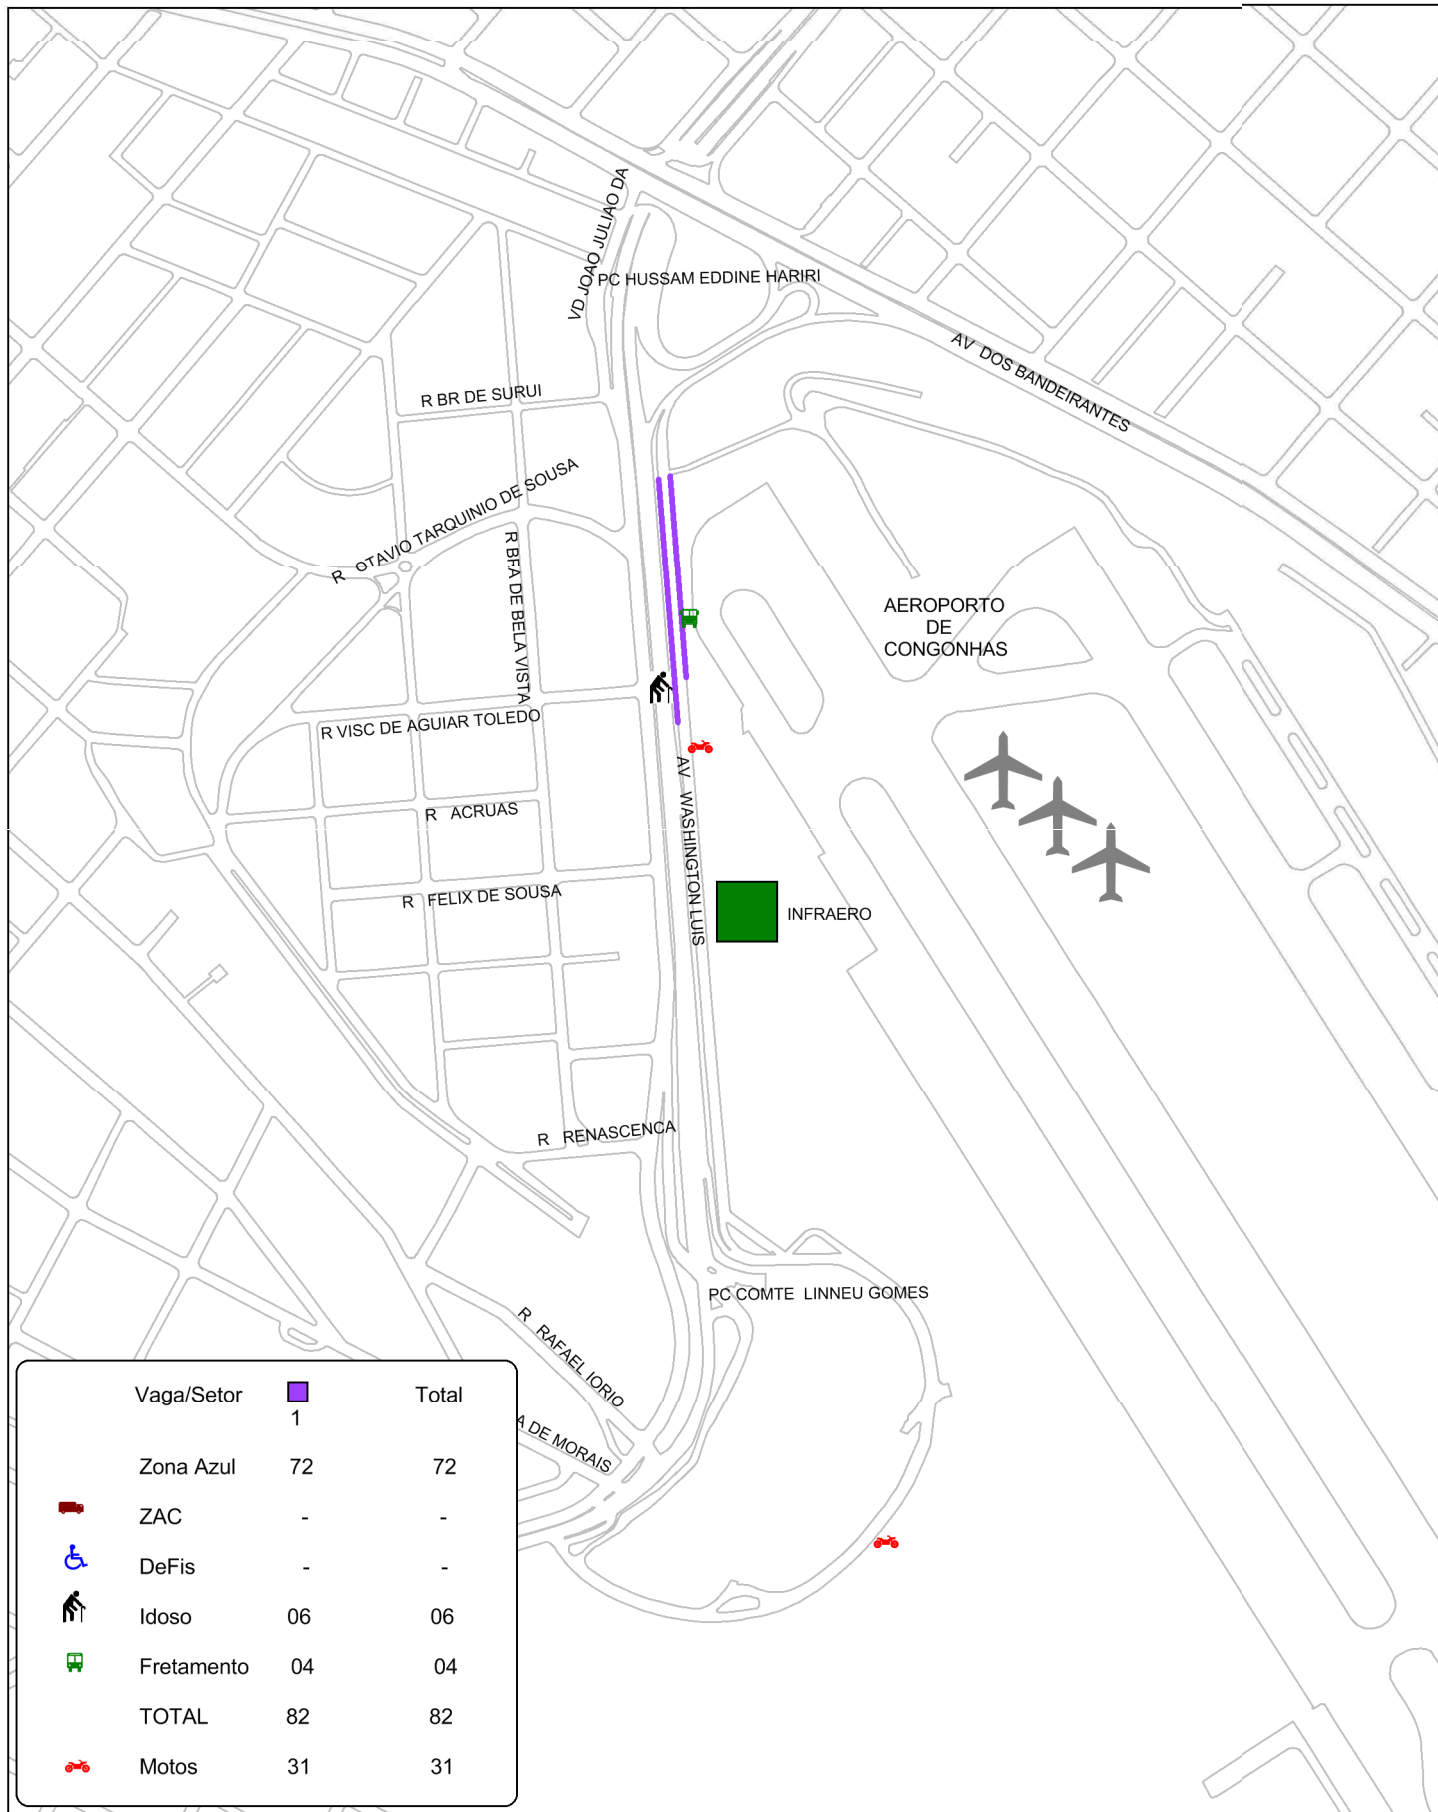 VD JOAO JULIAO DA
PC HUSSAM EDDINE HARIRI
AV DOS BANDEIRANTES
R BR DE SURUI
R OTAVIO TARQUINIO DE SOUSA
R BFA DE BELA VISTA
AEROPORTO
DE
CONGONHAS
R VISC DE AGUIAR TOLEDO
AV WASHINGTON LUIS
R ACRUAS
R FELIX DE SOUSA
INFRAERO
R RENASCENCA
PC COMTE LINNEU GOMES
R RAFAEL IORIO
A DE MORAIS
Vaga/Setor 1 Total
Zona Azul 72 72
ZAC - -
DeFis - -
Idoso 06 06
Fretamento 04 04
TOTAL 82 82
Motos 31 31